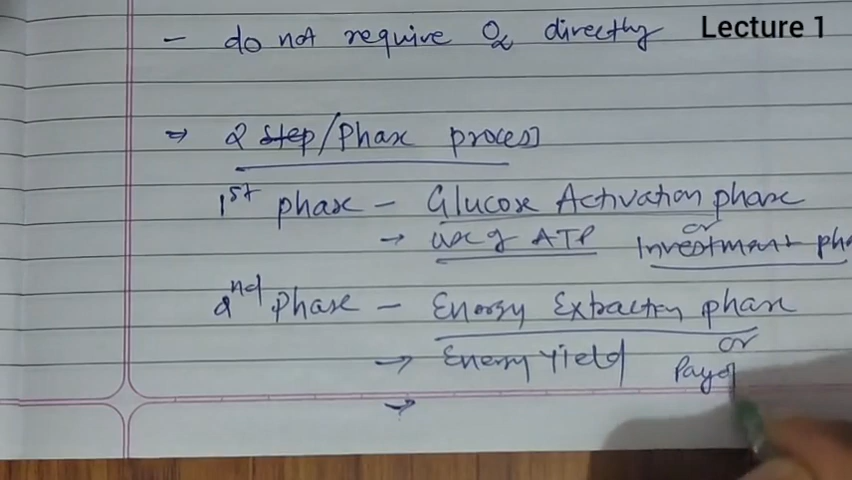 - do not require O2 directly
Lecture 1
⇒ 2 Step/Phase process
1st phase - Glucose Activation phase
or
→ use of ATP Investment pha
2nd Phase - Energy Extraction phase
or
→ Energy Yield Payof
→